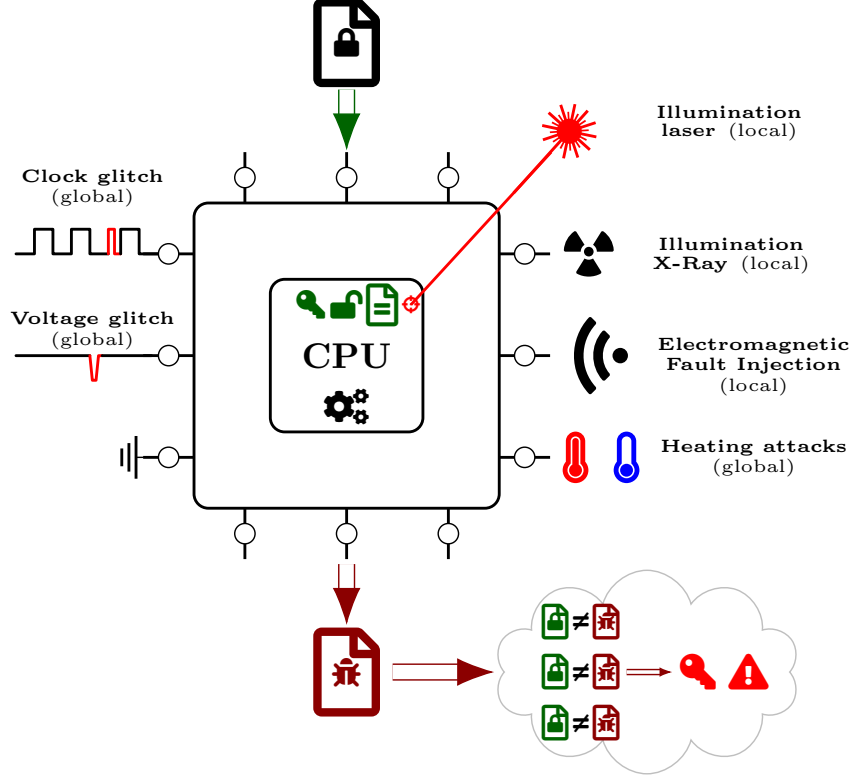 Illumination
laser (local)
Clock glitch
(global)
Illumination
X-Ray (local)
Voltage glitch
(global)
CPU
Electromagnetic
Fault Injection
(local)
Heating attacks
(global)
≠
≠
≠